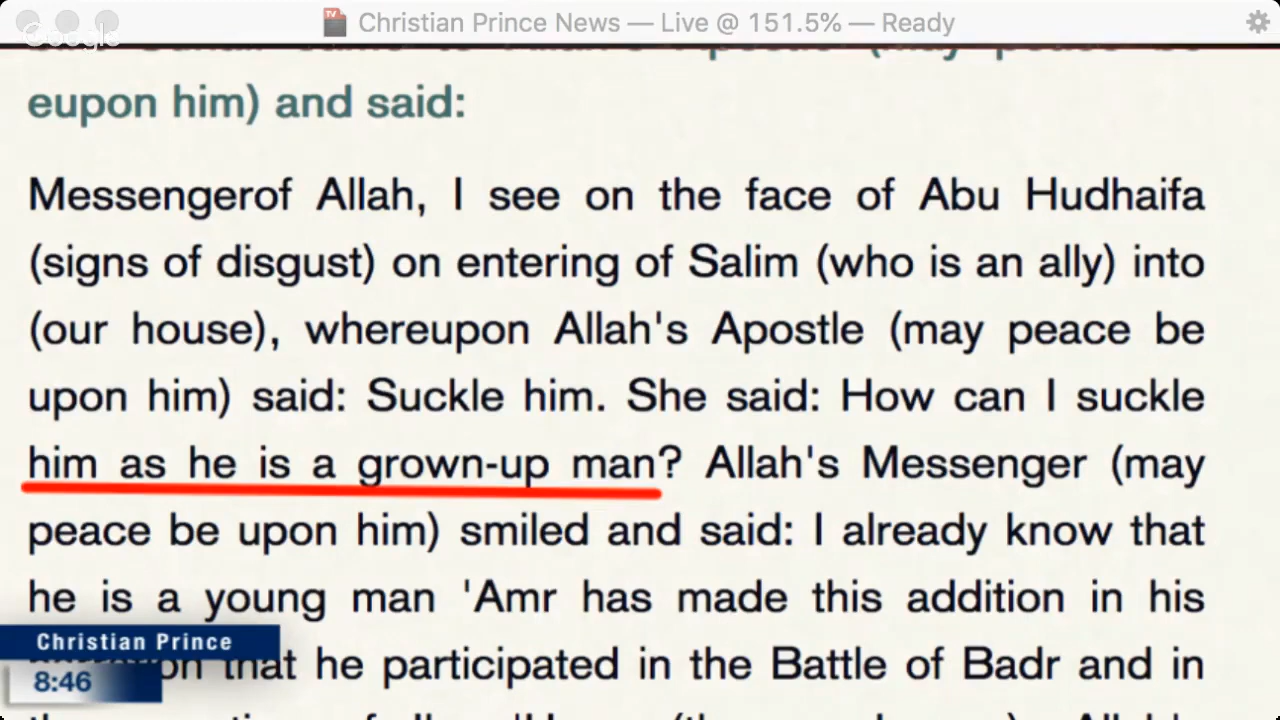 Christian Prince News — Live @ 151.5% — Ready
Google
eupon him) and said:
Messengerof Allah, I see on the face of Abu Hudhaifa
(signs of disgust) on entering of Salim (who is an ally) into
(our house), whereupon Allah's Apostle (may peace be
upon him) said: Suckle him. She said: How can I suckle
him as he is a grown-up man? Allah's Messenger (may
peace be upon him) smiled and said: I already know that
he is a young man 'Amr has made this addition in his
Christian Prince
that he participated in the Battle of Badr and in
8:46